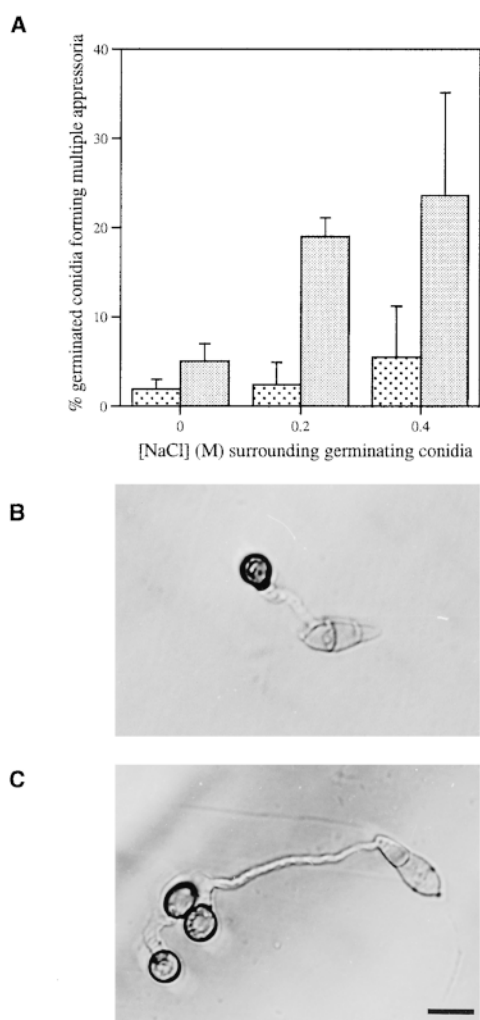 A
% germinated conidia forming multiple appressoria
40
30
20
10
0
0
0.2
0.4
[NaCl] (M) surrounding germinating conidia
B
C